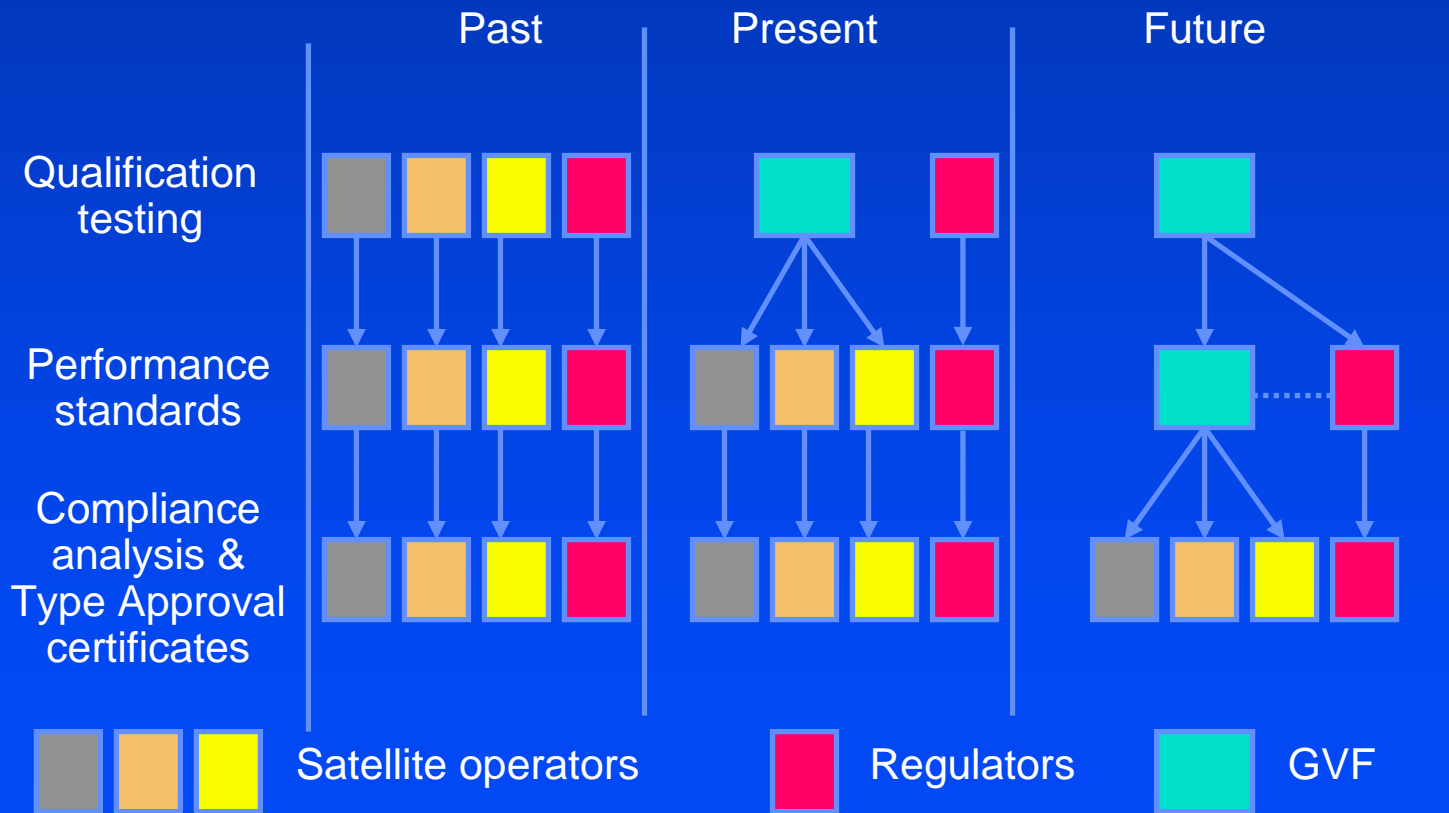 Past
Present
Future
Qualification
testing
Performance
standards
Compliance
analysis &
Type Approval
certificates
Satellite operators
Regulators
GVF